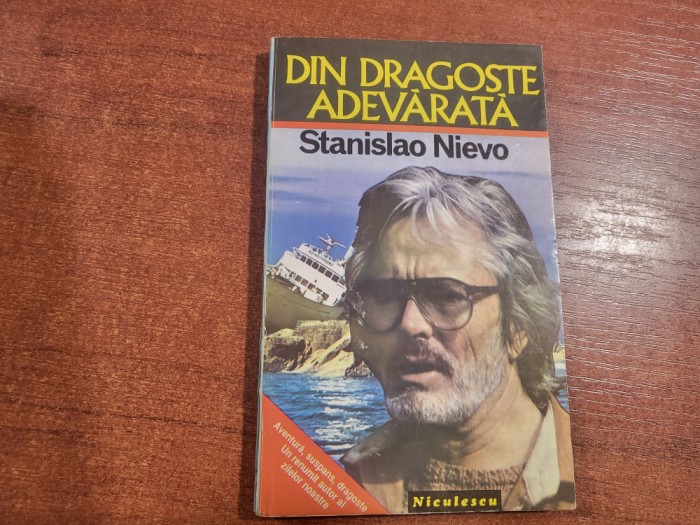 DIN DRAGOSTE
ADEVĂRATĂ
Stanislao Nievo
Aventură, suspans, dragoste
Un renumit autor al
zilelor noastre
Niculescu